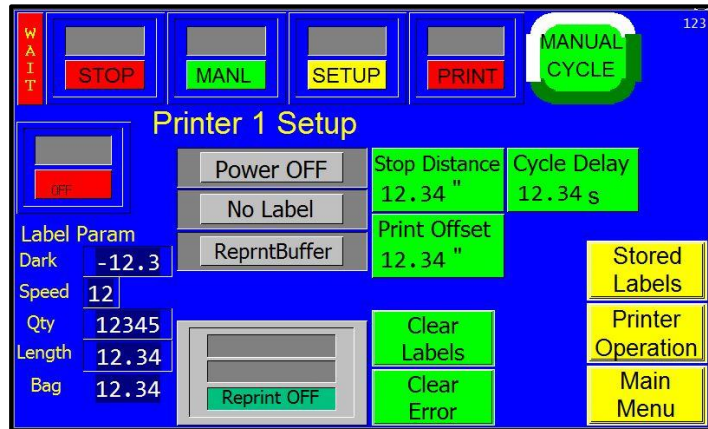 WAIT
STOP
MANL
SETUP
PRINT
MANUAL
CYCLE
123
Printer 1 Setup
OFF
Power OFF
No Label
ReprntBuffer
Stop Distance
12.34 "
Cycle Delay
12.34 s
Print Offset
12.34 "
Label Param
Dark -12.3
Speed 12
Qty 12345
Length 12.34
Bag 12.34
Reprint OFF
Clear
Labels
Clear
Error
Stored
Labels
Printer
Operation
Main
Menu